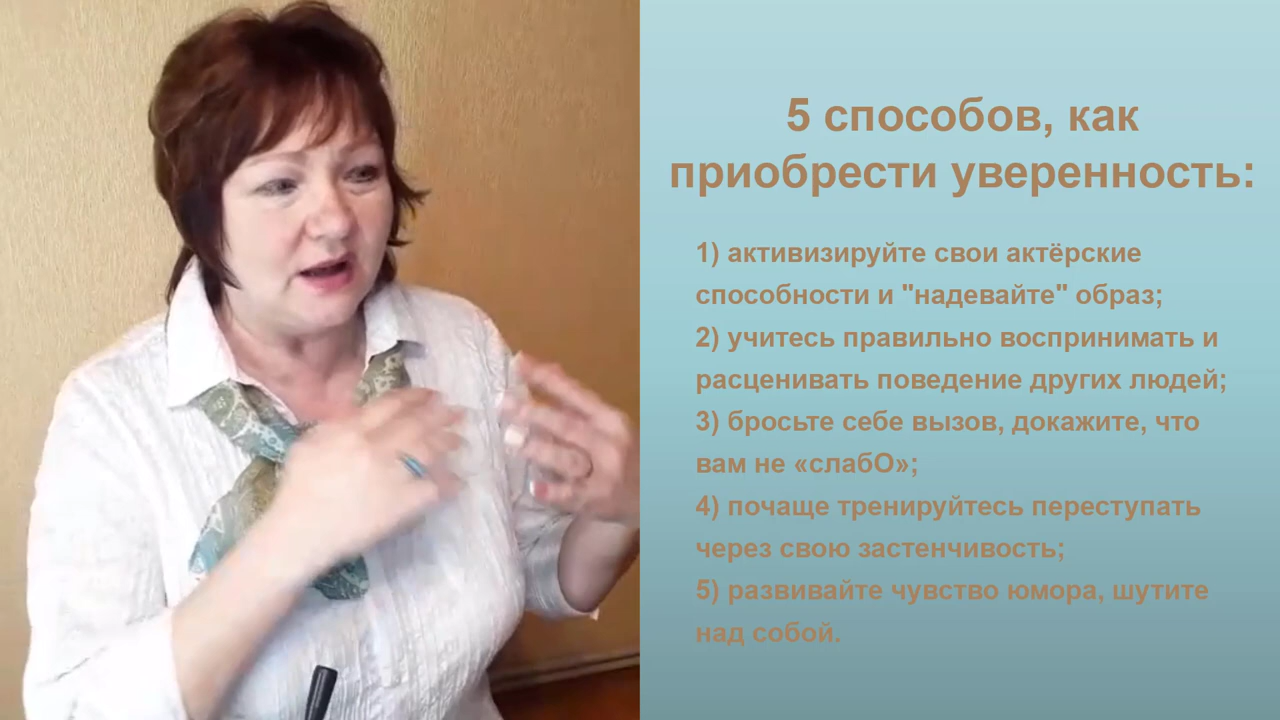 5 способов, как
приобрести уверенность:
1) активизируйте свои актёрские
способности и "надевайте" образ;
2) учитесь правильно воспринимать и
расценивать поведение других людей;
3) бросьте себе вызов, докажите, что
вам не «слабО»;
4) почаще тренируйтесь переступать
через свою застенчивость;
5) развивайте чувство юмора, шутите
над собой.